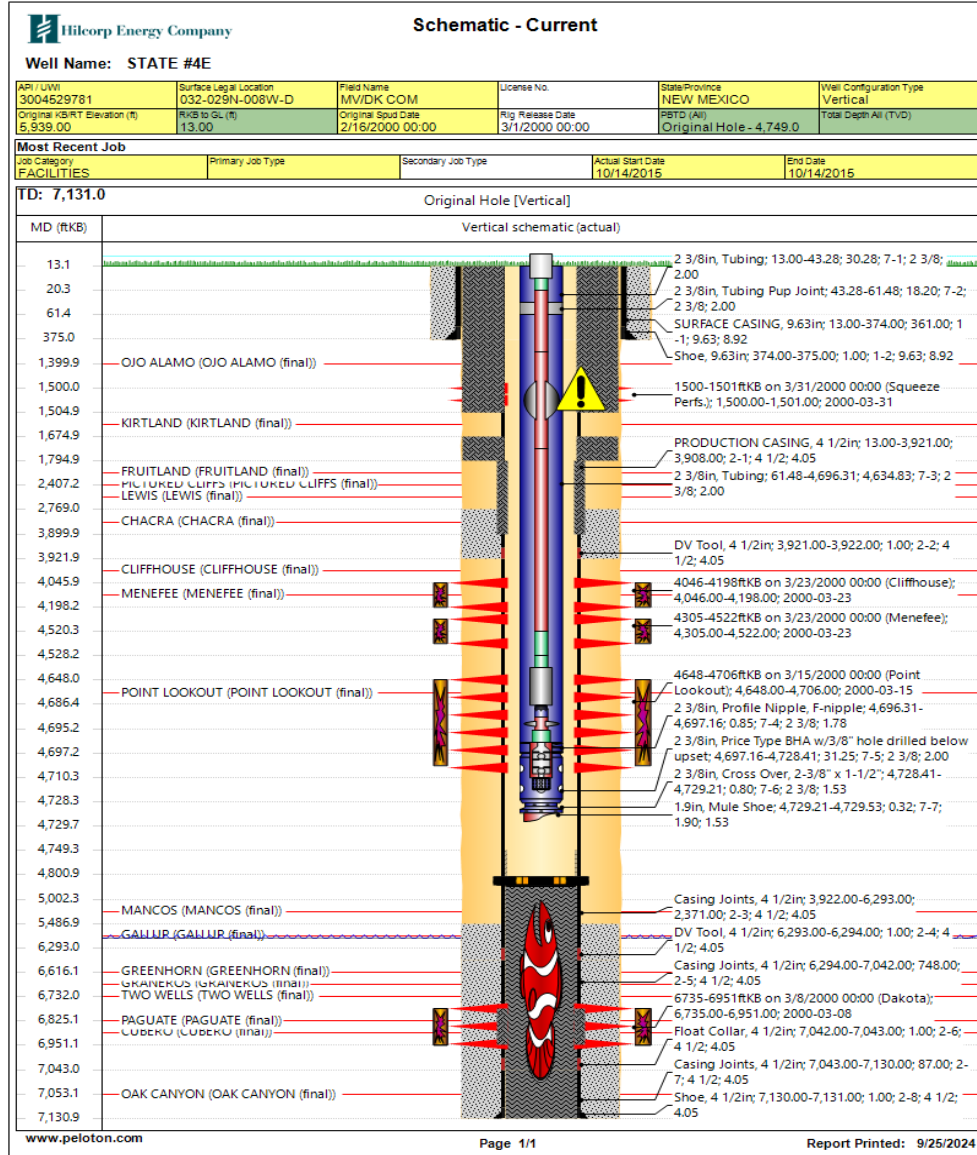 Hilcorp Energy Company
Schematic - Current
Well Name: STATE #4E
API / UWI
3004529781
Surface Legal Location
032-029N-008W-D
Field Name
MV/DK COM
License No.
State/Province
NEW MEXICO
Well Configuration Type
Vertical
Original KB/RT Elevation (ft)
5,939.00
RKB to GL (ft)
13.00
Original Spud Date
2/16/2000 00:00
Rig Release Date
3/1/2000 00:00
PBTD (All)
Original Hole - 4,749.0
Total Depth All (TVD)
Most Recent Job
Job Category
FACILITIES
Primary Job Type
Secondary Job Type
Actual Start Date
10/14/2015
End Date
10/14/2015
TD: 7,131.0
Original Hole [Vertical]
MD (ftKB)
Vertical schematic (actual)
13.1
20.3
61.4
375.0
1,399.9
1,500.0
1,504.9
1,674.9
1,794.9
2,407.2
2,769.0
3,899.9
3,921.9
4,045.9
4,198.2
4,520.3
4,528.2
4,648.0
4,686.4
4,695.2
4,697.2
4,710.3
4,728.3
4,729.7
4,749.3
4,800.9
5,002.3
5,486.9
6,293.0
6,616.1
6,732.0
6,825.1
6,951.1
7,043.0
7,053.1
7,130.9
OJO ALAMO (OJO ALAMO (final))
KIRTLAND (KIRTLAND (final))
FRUITLAND (FRUITLAND (final))
PICTURED CLIFFS (PICTURED CLIFFS (final))
LEWIS (LEWIS (final))
CHACRA (CHACRA (final))
CLIFFHOUSE (CLIFFHOUSE (final))
MENEFEE (MENEFEE (final))
POINT LOOKOUT (POINT LOOKOUT (final))
MANCOS (MANCOS (final))
GALLUP (GALLUP (final))
GREENHORN (GREENHORN (final))
GRANEROS (GRANEROS (final))
TWO WELLS (TWO WELLS (final))
PAGUATE (PAGUATE (final))
CUBERO (CUBERO (final))
OAK CANYON (OAK CANYON (final))
2 3/8in, Tubing; 13.00-43.28; 30.28; 7-1; 2 3/8;
2.00
2 3/8in, Tubing Pup Joint; 43.28-61.48; 18.20; 7-2;
2 3/8; 2.00
SURFACE CASING, 9.63in; 13.00-374.00; 361.00; 1
-1; 9.63; 8.92
Shoe, 9.63in; 374.00-375.00; 1.00; 1-2; 9.63; 8.92
1500-1501ftKB on 3/31/2000 00:00 (Squeeze
Perfs.); 1,500.00-1,501.00; 2000-03-31
PRODUCTION CASING, 4 1/2in; 13.00-3,921.00;
3,908.00; 2-1; 4 1/2; 4.05
2 3/8in, Tubing; 61.48-4,696.31; 4,634.83; 7-3; 2
3/8; 2.00
DV Tool, 4 1/2in; 3,921.00-3,922.00; 1.00; 2-2; 4
1/2; 4.05
4046-4198ftKB on 3/23/2000 00:00 (Cliffhouse);
4,046.00-4,198.00; 2000-03-23
4305-4522ftKB on 3/23/2000 00:00 (Menefee);
4,305.00-4,522.00; 2000-03-23
4648-4706ftKB on 3/15/2000 00:00 (Point
Lookout); 4,648.00-4,706.00; 2000-03-15
2 3/8in, Profile Nipple, F-nipple; 4,696.31-
4,697.16; 0.85; 7-4; 2 3/8; 1.78
2 3/8in, Price Type BHA w/3/8" hole drilled below
upset; 4,697.16-4,728.41; 31.25; 7-5; 2 3/8; 2.00
2 3/8in, Cross Over, 2-3/8" x 1-1/2"; 4,728.41-
4,729.21; 0.80; 7-6; 2 3/8; 1.53
1.9in, Mule Shoe; 4,729.21-4,729.53; 0.32; 7-7;
1.90; 1.53
Casing Joints, 4 1/2in; 3,922.00-6,293.00;
2,371.00; 2-3; 4 1/2; 4.05
DV Tool, 4 1/2in; 6,293.00-6,294.00; 1.00; 2-4; 4
1/2; 4.05
Casing Joints, 4 1/2in; 6,294.00-7,042.00; 748.00;
2-5; 4 1/2; 4.05
6735-6951ftKB on 3/8/2000 00:00 (Dakota);
6,735.00-6,951.00; 2000-03-08
Float Collar, 4 1/2in; 7,042.00-7,043.00; 1.00; 2-6;
4 1/2; 4.05
Casing Joints, 4 1/2in; 7,043.00-7,130.00; 87.00; 2-
7; 4 1/2; 4.05
Shoe, 4 1/2in; 7,130.00-7,131.00; 1.00; 2-8; 4 1/2;
4.05
www.peloton.com
Page 1/1
Report Printed: 9/25/2024